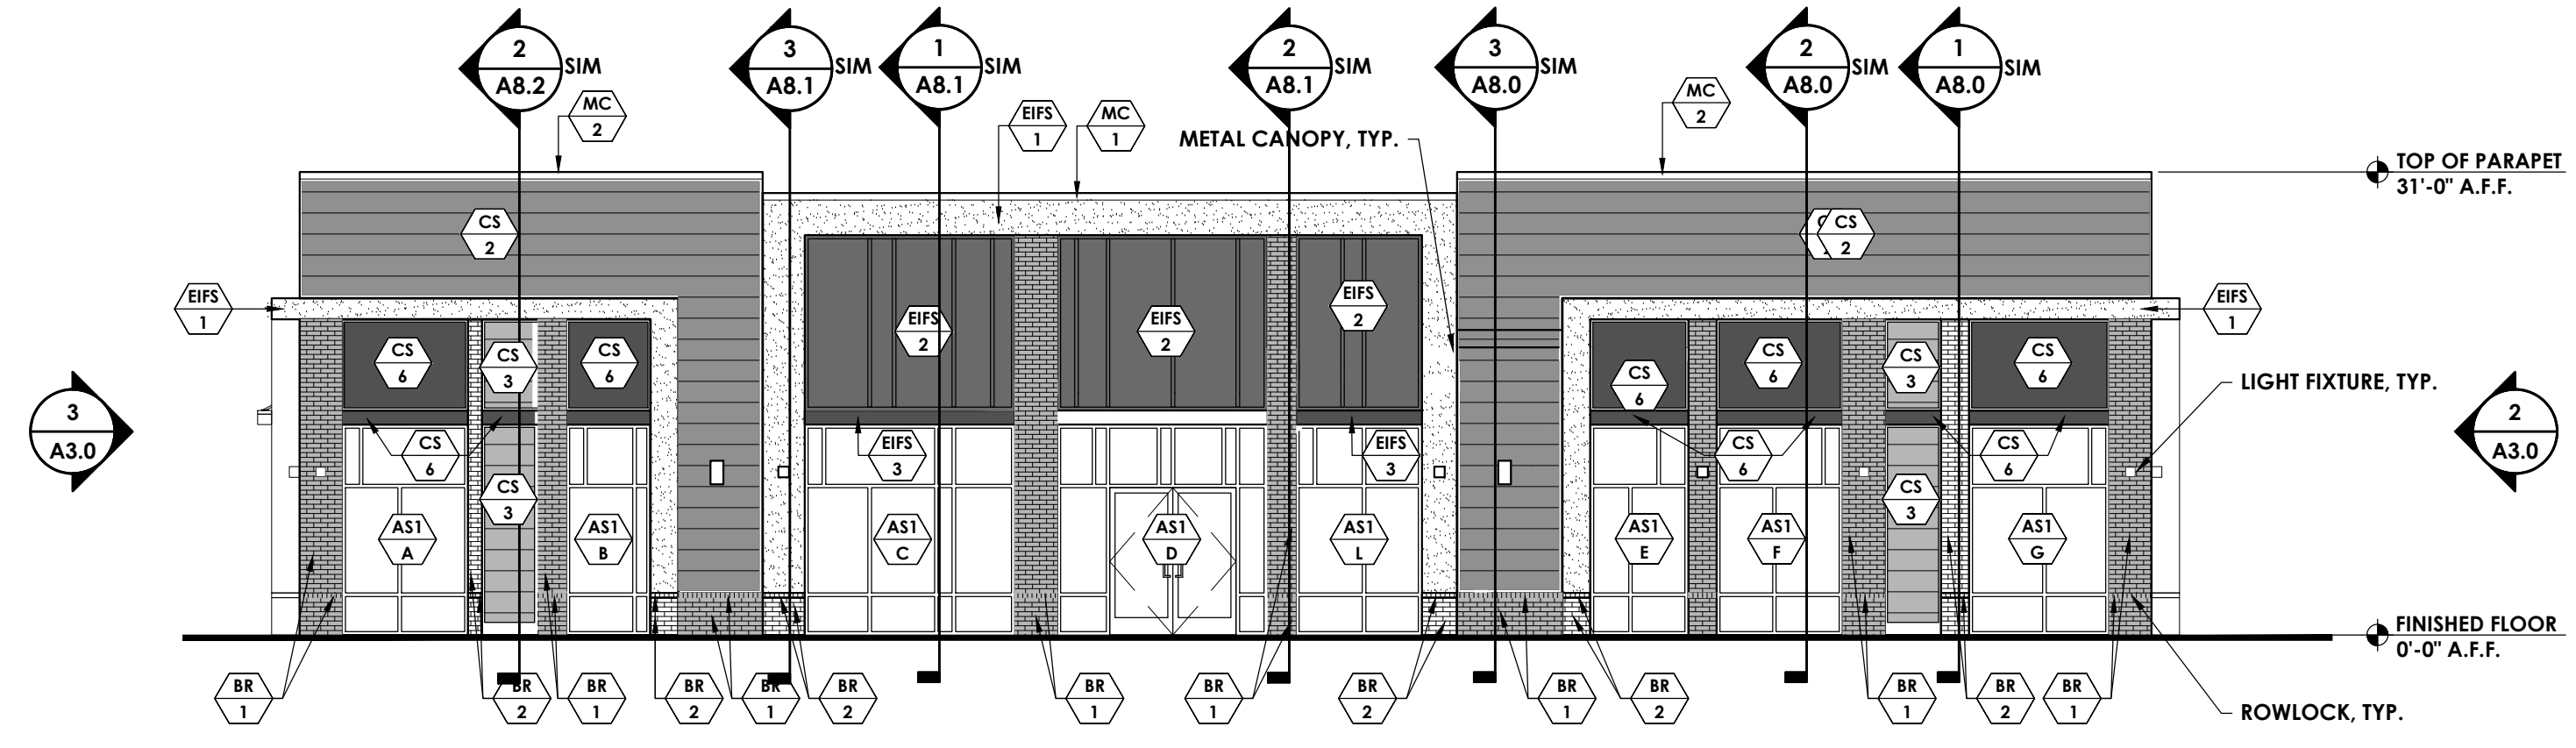 2
A8.2
SIM
3
A8.1
SIM
1
A8.1
SIM
2
A8.1
SIM
3
A8.0
SIM
2
A8.0
SIM
1
A8.0
SIM
MC
2
EIFS
1
MC
1
METAL CANOPY, TYP.
MC
2
TOP OF PARAPET
31'-0" A.F.F.
CS
2
CS
2
EIFS
1
EIFS
2
EIFS
2
EIFS
2
EIFS
1
CS
6
CS
3
CS
6
CS
6
CS
6
CS
3
CS
6
LIGHT FIXTURE, TYP.
3
A3.0
2
A3.0
CS
6
EIFS
3
EIFS
3
CS
6
CS
6
CS
3
CS
3
AS1
A
AS1
B
AS1
C
AS1
D
AS1
L
AS1
E
AS1
F
AS1
G
FINISHED FLOOR
0'-0" A.F.F.
BR
1
BR
2
BR
1
BR
2
BR
1
BR
2
BR
1
BR
1
BR
2
BR
1
BR
2
BR
1
BR
2
BR
1
ROWLOCK, TYP.